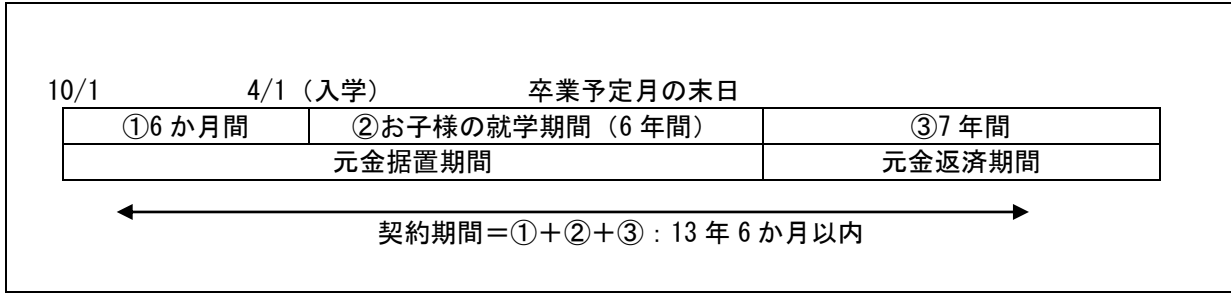 10/1 4/1（入学） 卒業予定月の末日
①6か月間 ②お子様の就学期間（6年間） ③7年間
元金据置期間 元金返済期間
契約期間＝①＋②＋③：13年6か月以内